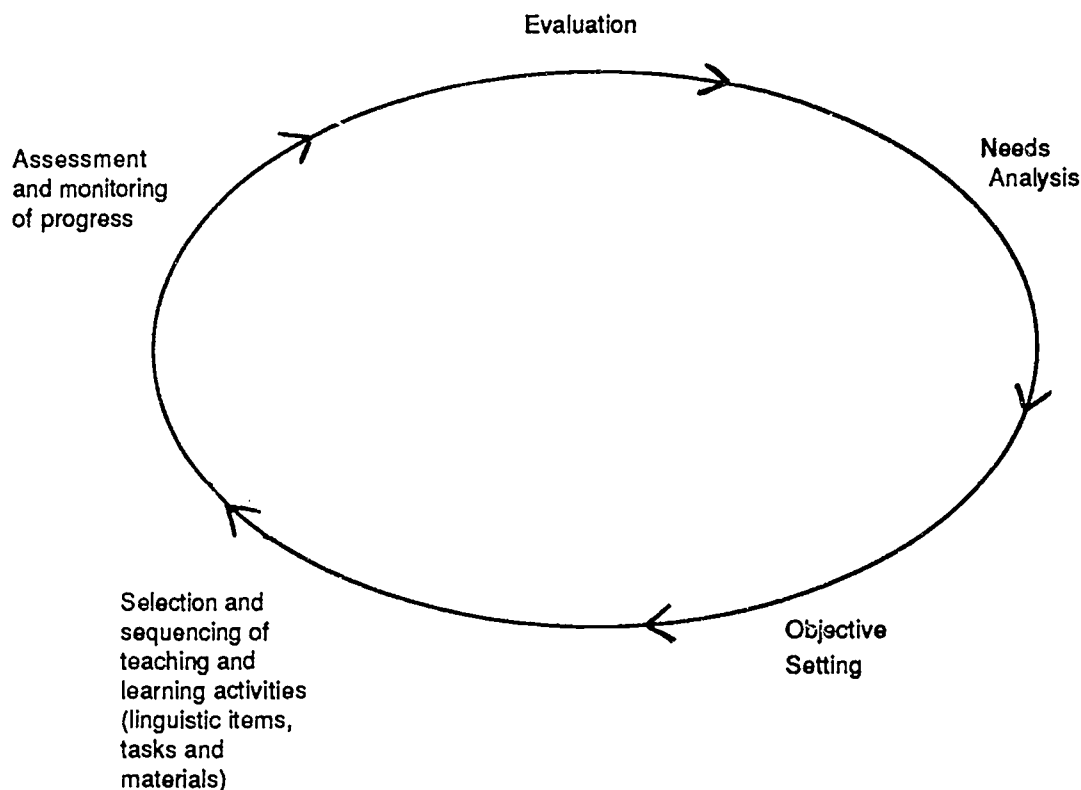 Evaluation
Needs
Analysis
Assessment
and monitoring
of progress
Objective
Setting
Selection and
sequencing of
teaching and
learning activities
(linguistic items,
tasks and
materials)